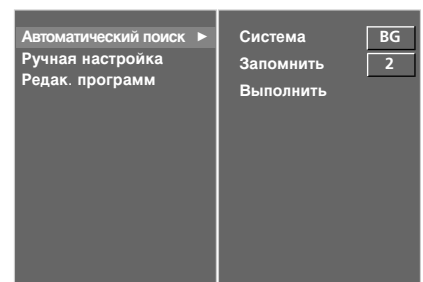 Автоматический поиск ►
Ручная настройка
Редак. программ
Система BG
Запомнить 2
Выполнить